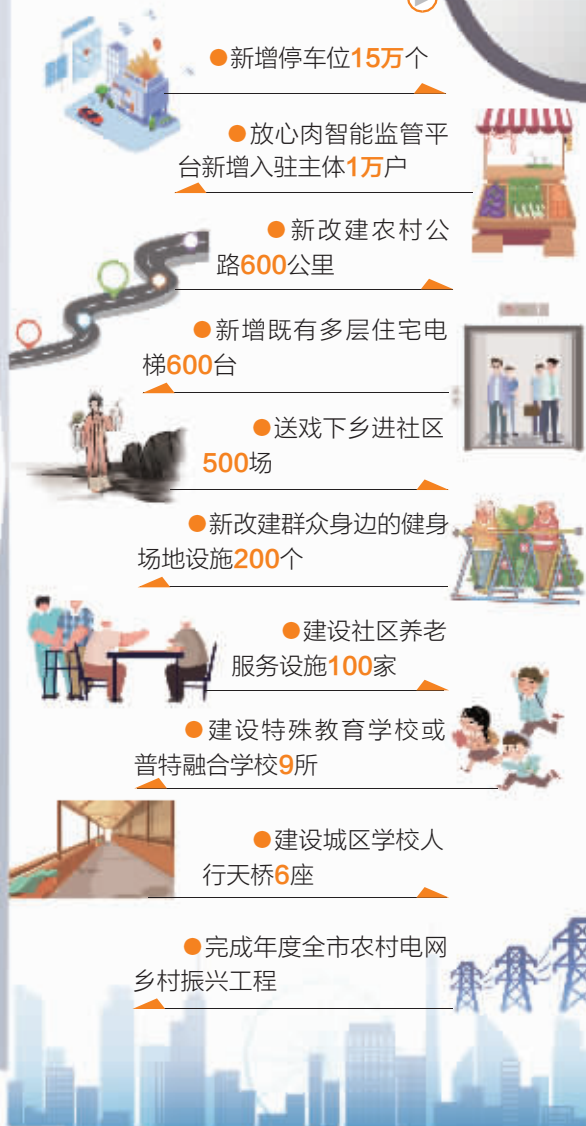 ●新增停车位15万个
●放心肉智能监管平
台新增入驻主体1万户
●新改建农村公
路600公里
●新增既有多层住宅电
梯600台
●送戏下乡进社区
500场
●新改建群众身边的健身
场地设施200个
●建设社区养老
服务设施100家
●建设特殊教育学校或
普特融合学校9所
●建设城区学校人
行天桥6座
●完成年度全市农村电网
乡村振兴工程